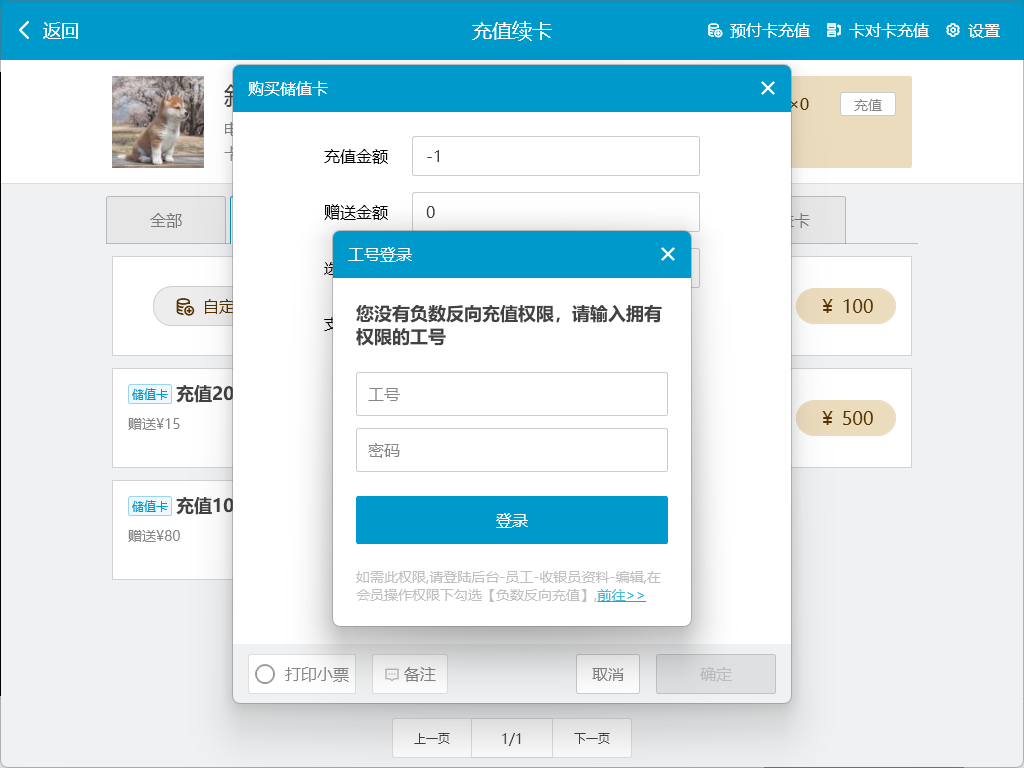 返回
充值续卡
预付卡充值
卡对卡充值
设置
购买储值卡
×0
充值
充值金额
-1
赠送金额
0
全部
卡
工号登录
您没有负数反向充值权限，请输入拥有
权限的工号
工号
密码
登录
如需此权限,请登陆后台-员工-收银员资料-编辑,在
会员操作权限下勾选【负数反向充值】,前往>>
自定
¥ 100
储值卡
充值20
赠送¥15
¥ 500
储值卡
充值10
赠送¥80
打印小票
备注
取消
确定
上一页
1/1
下一页